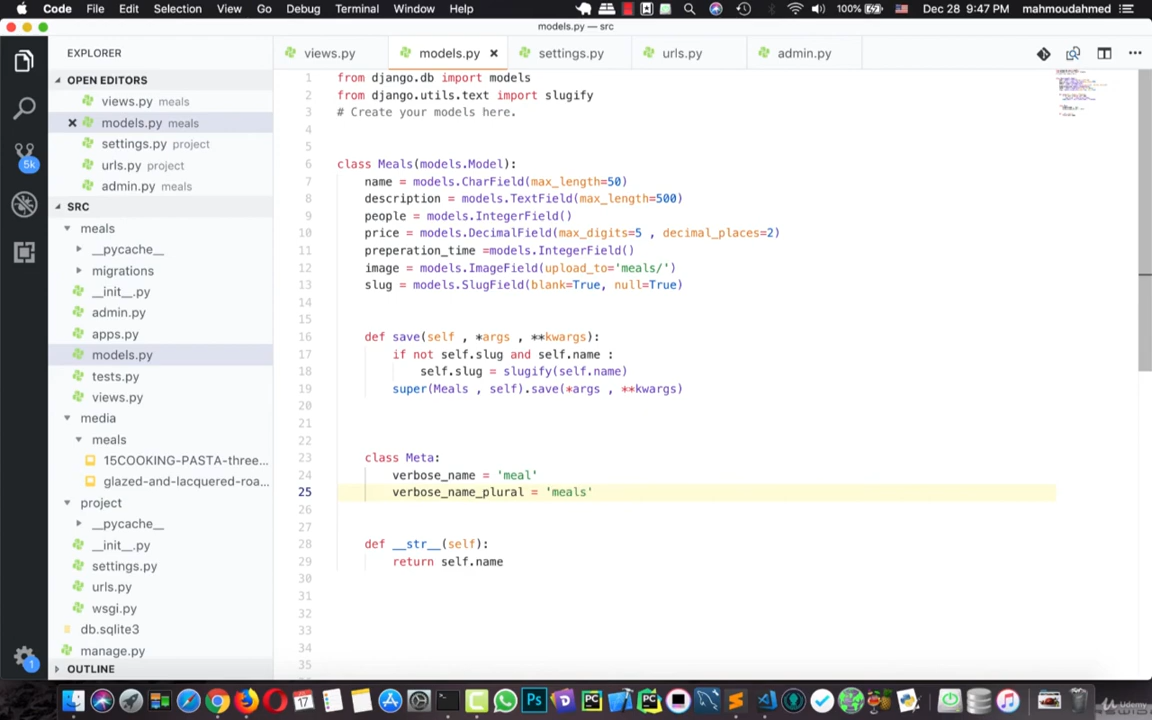 Code File Edit Selection View Go Debug Terminal Window Help 100% Dec 28 9:47 PM mahmoudahmed
models.py — src
EXPLORER
views.py models.py settings.py urls.py admin.py
OPEN EDITORS
views.py meals
models.py meals
settings.py project
urls.py project
admin.py meals
5k
SRC
meals
__pycache__
migrations
__init__.py
admin.py
apps.py
models.py
tests.py
views.py
media
meals
15COOKING-PASTA-three...
glazed-and-lacquered-roa...
project
__pycache__
__init__.py
settings.py
urls.py
wsgi.py
db.sqlite3
manage.py
OUTLINE
1
1 from django.db import models
2 from django.utils.text import slugify
3 # Create your models here.
4
5
6 class Meals(models.Model):
7 name = models.CharField(max_length=50)
8 description = models.TextField(max_length=500)
9 people = models.IntegerField()
10 price = models.DecimalField(max_digits=5 , decimal_places=2)
11 preperation_time =models.IntegerField()
12 image = models.ImageField(upload_to='meals/')
13 slug = models.SlugField(blank=True, null=True)
14
15
16 def save(self , *args , **kwargs):
17 if not self.slug and self.name :
18 self.slug = slugify(self.name)
19 super(Meals , self).save(*args , **kwargs)
20
21
22
23 class Meta:
24 verbose_name = 'meal'
25 verbose_name_plural = 'meals'
26
27
28 def __str__(self):
29 return self.name
30
31
32
33
34
35
17
Ps
PC
PC
Udemy